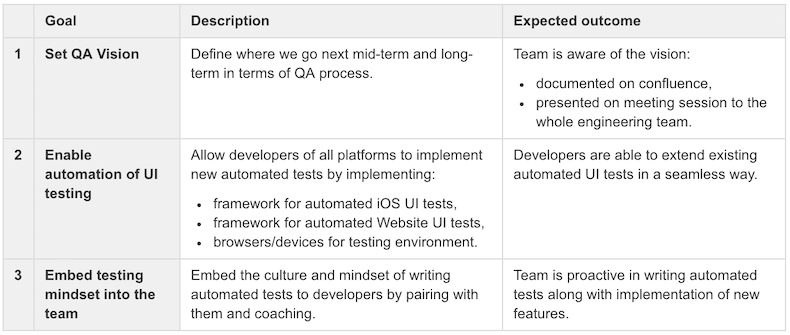 Goal Description Expected outcome
1 Set QA Vision
Define where we go next mid-term and long-
term in terms of QA process.
Team is aware of the vision:
• documented on confluence,
• presented on meeting session to the
whole engineering team.
2 Enable
automation of UI
testing
Allow developers of all platforms to implement
new automated tests by implementing:
• framework for automated iOS UI tests,
• framework for automated Website UI tests,
• browsers/devices for testing environment.
Developers are able to extend existing
automated UI tests in a seamless way.
3 Embed testing
mindset into the
team
Embed the culture and mindset of writing
automated tests to developers by pairing with
them and coaching.
Team is proactive in writing automated
tests along with implementation of new
features.